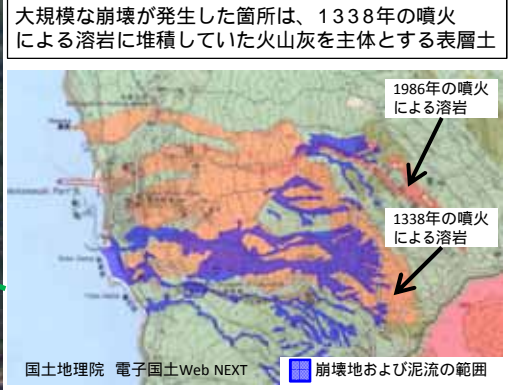 大規模な崩壊が発生した箇所は、1338年の噴火
による溶岩に堆積していた火山灰を主体とする表層土
1986年の噴火
による溶岩
1338年の噴火
による溶岩
国土地理院 電子国土Web NEXT
崩壊地および泥流の範囲